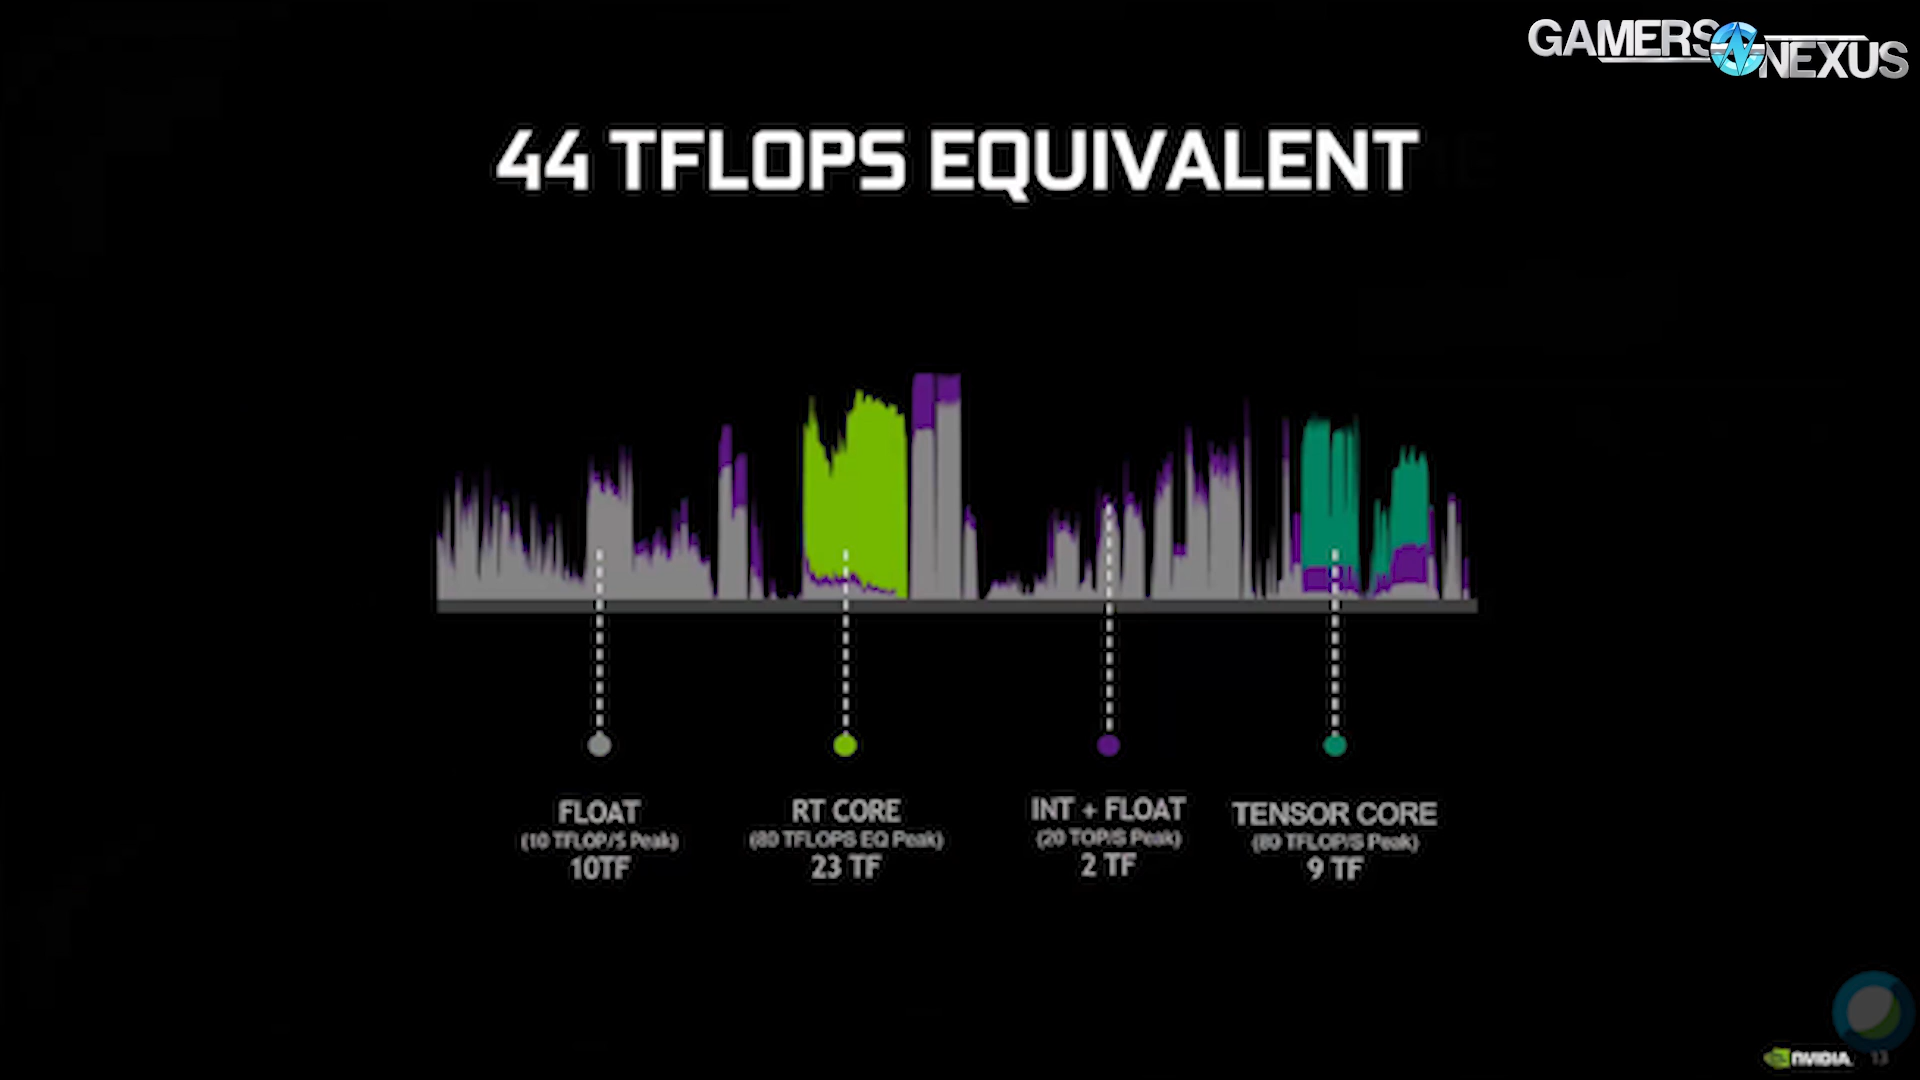 GAMERS NEXUS
44 TFLOPS EQUIVALENT
FLOAT
(10 TFLOP/S Peak)
10TF
RT CORE
(80 TFLOPS EQ Peak)
23 TF
INT + FLOAT
(20 TOP/S Peak)
2 TF
TENSOR CORE
(80 TFLOP/S Peak)
9 TF
NVIDIA. 13